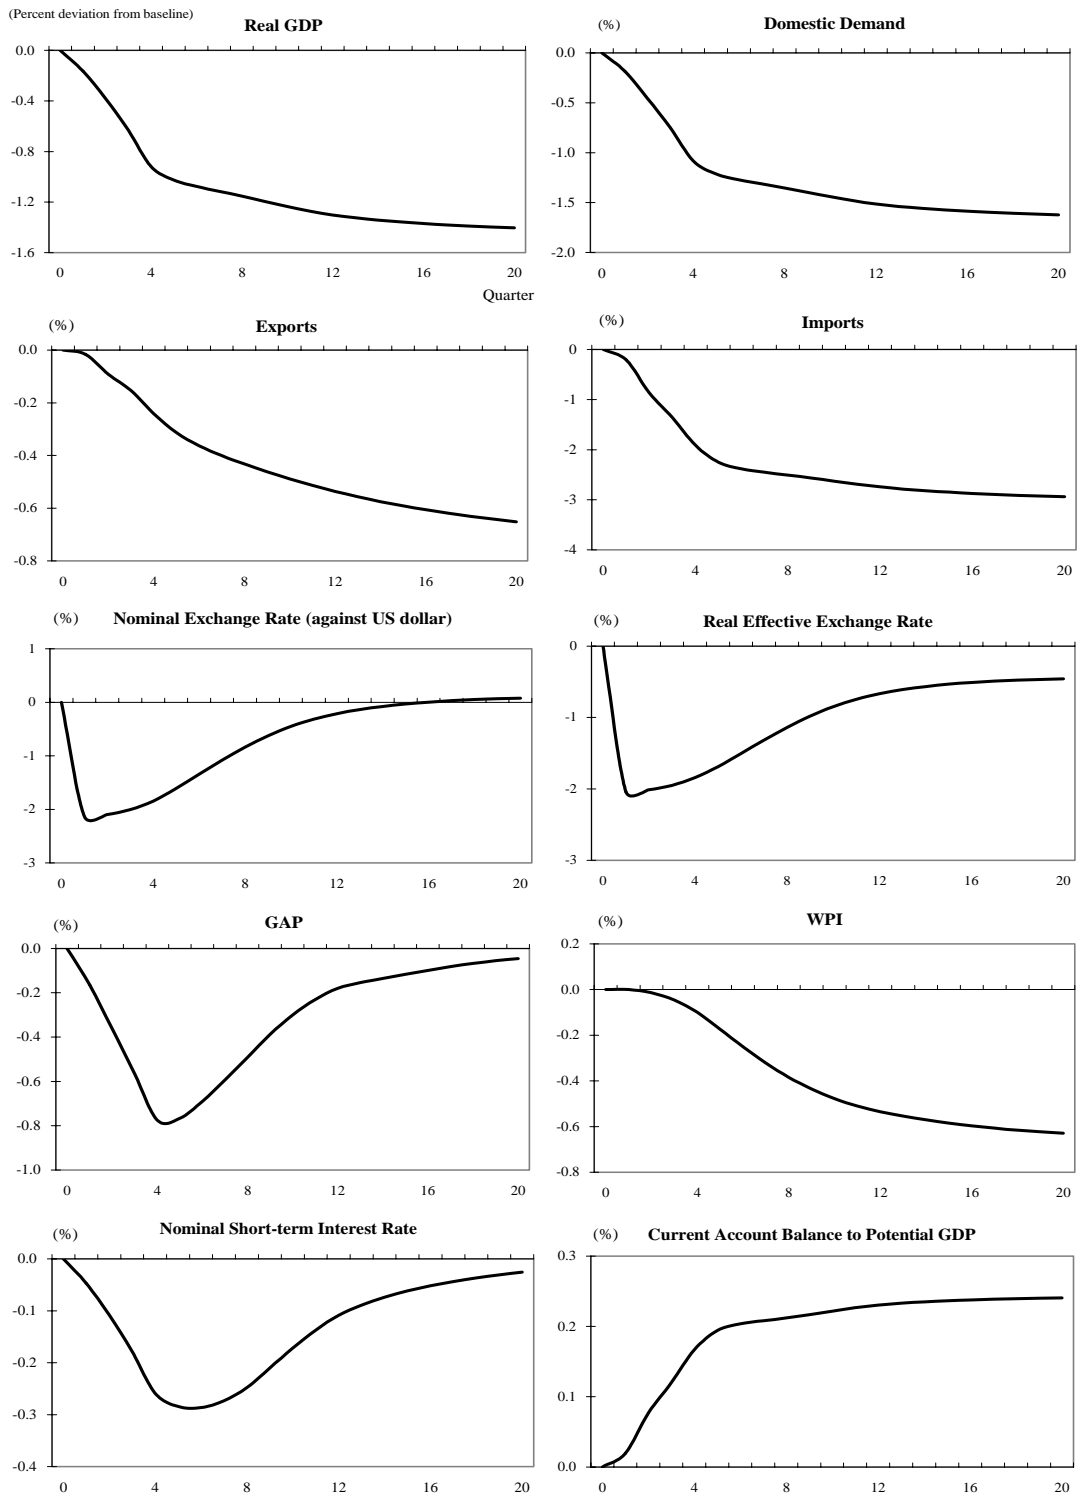 (Percent deviation from baseline)
Real GDP
0.0
-0.4
-0.8
-1.2
-1.6
0 4 8 12 16 20
Quarter
(%)
Domestic Demand
0.0
-0.5
-1.0
-1.5
-2.0
0 4 8 12 16 20
(%)
Exports
0.0
-0.2
-0.4
-0.6
-0.8
0 4 8 12 16 20
(%)
Imports
0
-1
-2
-3
-4
0 4 8 12 16 20
(%) Nominal Exchange Rate (against US dollar)
1
0
-1
-2
-3
0 4 8 12 16 20
(%)
Real Effective Exchange Rate
0
-1
-2
-3
0 4 8 12 16 20
(%)
GAP
0.0
-0.2
-0.4
-0.6
-0.8
-1.0
0 4 8 12 16 20
(%)
WPI
0.2
0.0
-0.2
-0.4
-0.6
-0.8
0 4 8 12 16 20
(%)
Nominal Short-term Interest Rate
0.0
-0.1
-0.2
-0.3
-0.4
0 4 8 12 16 20
(%) Current Account Balance to Potential GDP
0.3
0.2
0.1
0.0
0 4 8 12 16 20